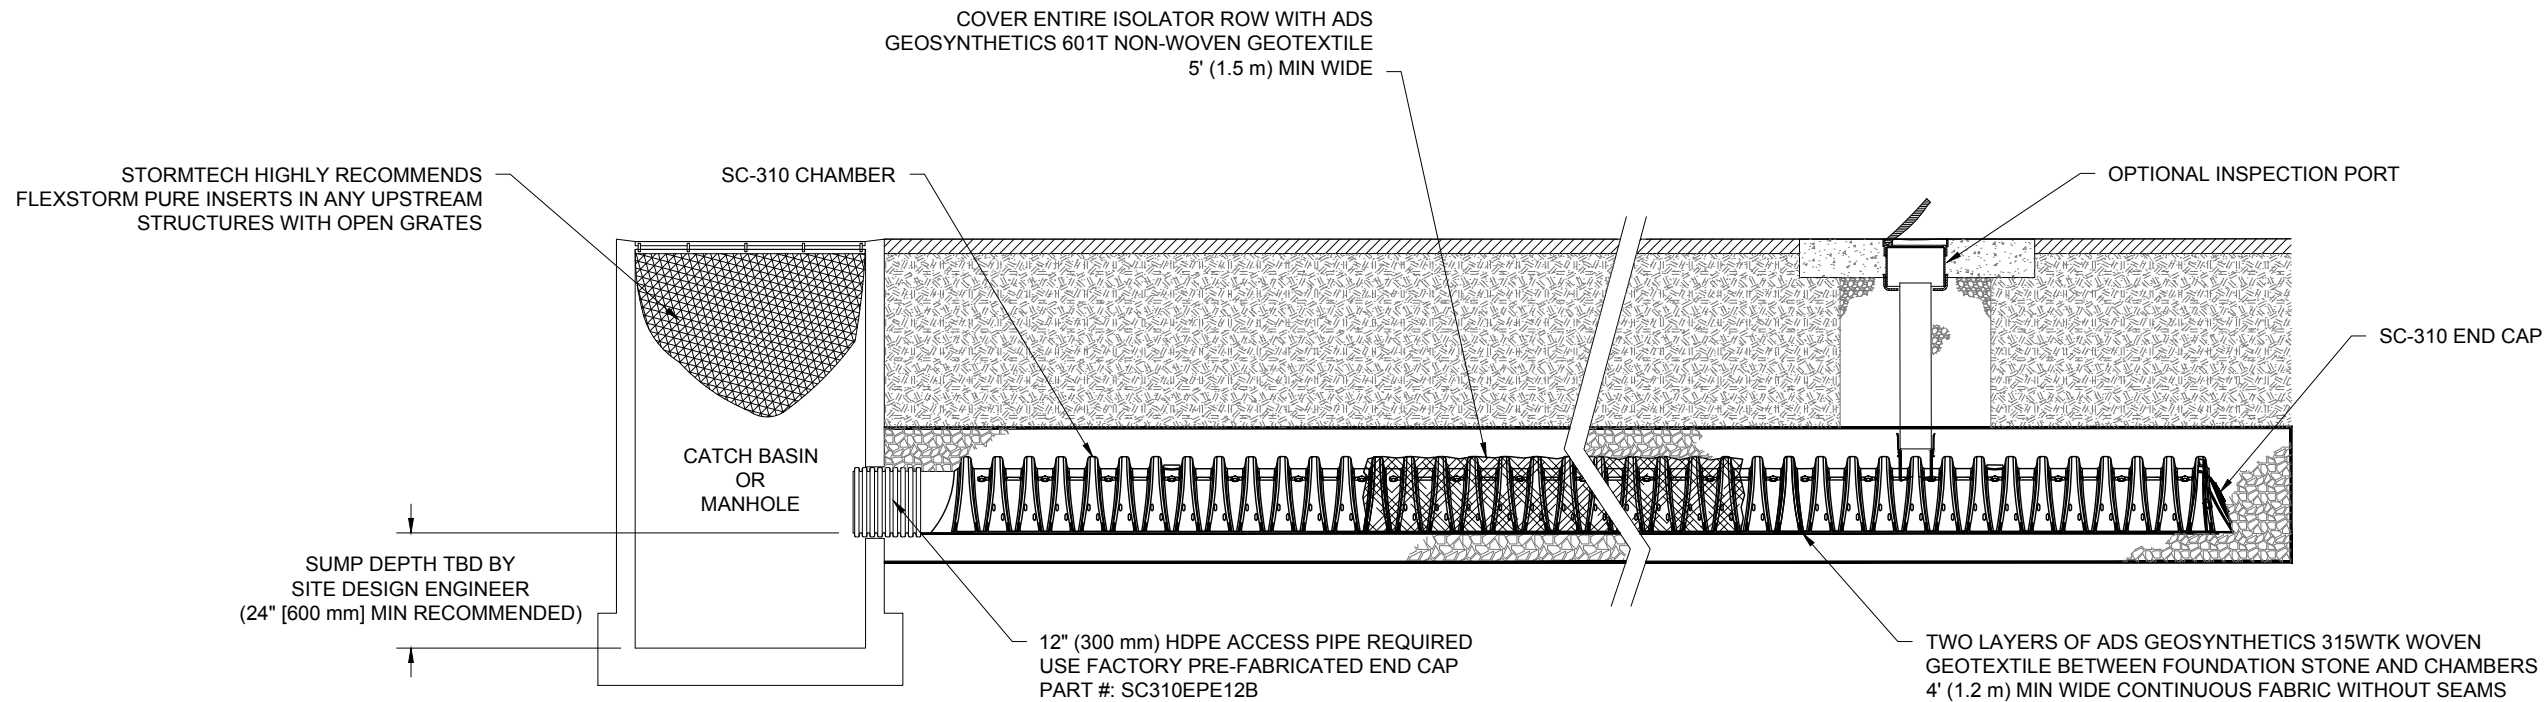 COVER ENTIRE ISOLATOR ROW WITH ADS
GEOSYNTHETICS 601T NON-WOVEN GEOTEXTILE
5' (1.5 m) MIN WIDE
STORMTECH HIGHLY RECOMMENDS
FLEXSTORM PURE INSERTS IN ANY UPSTREAM
STRUCTURES WITH OPEN GRATES
SC-310 CHAMBER
OPTIONAL INSPECTION PORT
SC-310 END CAP
CATCH BASIN
OR
MANHOLE
SUMP DEPTH TBD BY
SITE DESIGN ENGINEER
(24" [600 mm] MIN RECOMMENDED)
12" (300 mm) HDPE ACCESS PIPE REQUIRED
USE FACTORY PRE-FABRICATED END CAP
PART #: SC310EPE12B
TWO LAYERS OF ADS GEOSYNTHETICS 315WTK WOVEN
GEOTEXTILE BETWEEN FOUNDATION STONE AND CHAMBERS
4' (1.2 m) MIN WIDE CONTINUOUS FABRIC WITHOUT SEAMS